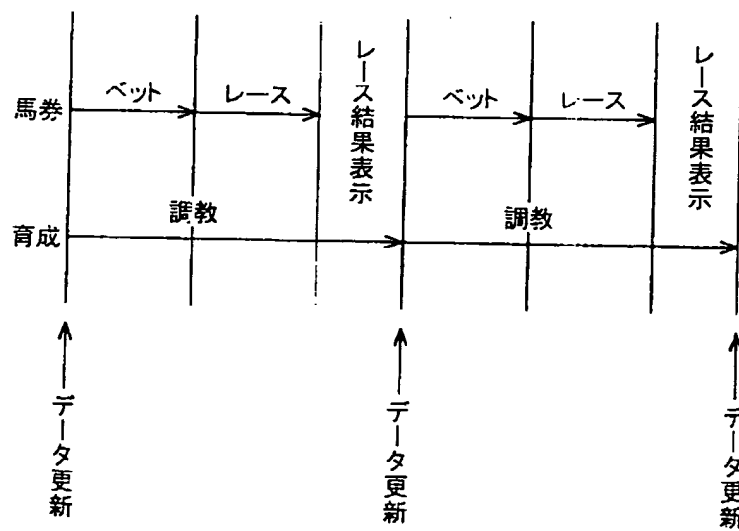 馬券
ベット
レース
レース結果表示
ベット
レース
レース結果表示
育成
調教
調教
データ更新
データ更新
データ更新